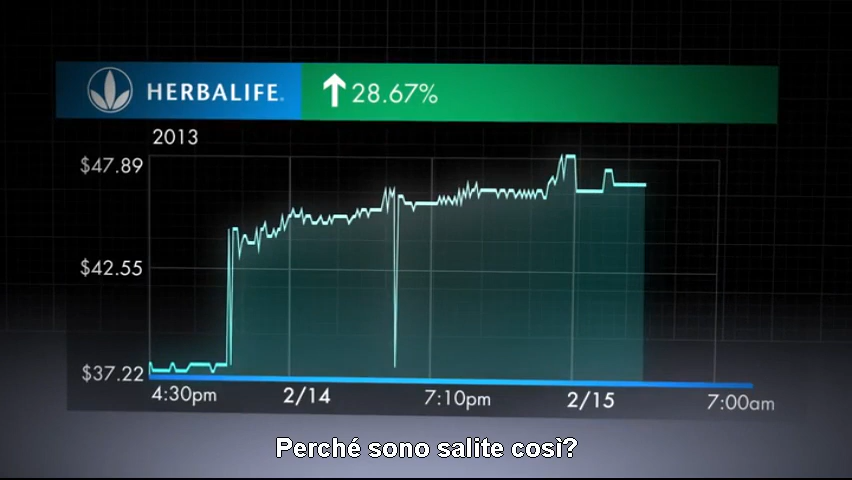 HERBALIFE.
28.67%
2013
$47.89
$42.55
$37.22
4:30pm 2/14 7:10pm 2/15 7:00am
Perché sono salite così?